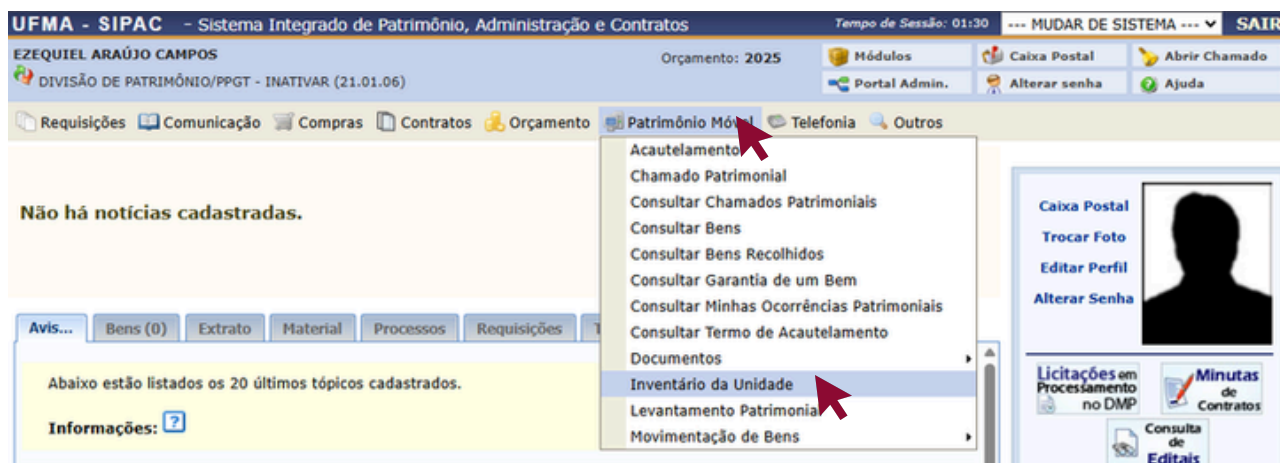 UFMA - SIPAC - Sistema Integrado de Patrimônio, Administração e Contratos
Tempo de Sessão: 01:30
--- MUDAR DE SISTEMA ---
SAIR
EZEQUIEL ARAÚJO CAMPOS
Orçamento: 2025
Módulos
Caixa Postal
Abrir Chamado
DIVISÃO DE PATRIMÔNIO/PPGT - INATIVAR (21.01.06)
Portal Admin.
Alterar senha
Ajuda
Requisições Comunicação Compras Contratos Orçamento Patrimônio Móvel Telefonia Outros
Acautelamento
Chamado Patrimonial
Consultar Chamados Patrimoniais
Consultar Bens
Consultar Bens Recolhidos
Consultar Garantia de um Bem
Consultar Minhas Ocorrências Patrimoniais
Consultar Termo de Acautelamento
Documentos
Inventário da Unidade
Levantamento Patrimonial
Movimentação de Bens
Não há notícias cadastradas.
Caixa Postal
Trocar Foto
Editar Perfil
Alterar Senha
Avis... Bens (0) Extrato Material Processos Requisições
Abaixo estão listados os 20 últimos tópicos cadastrados.
Informações: ?
Licitações em
Processamento
no DMP
Minutas
de
Contratos
Consulta
de
Editais